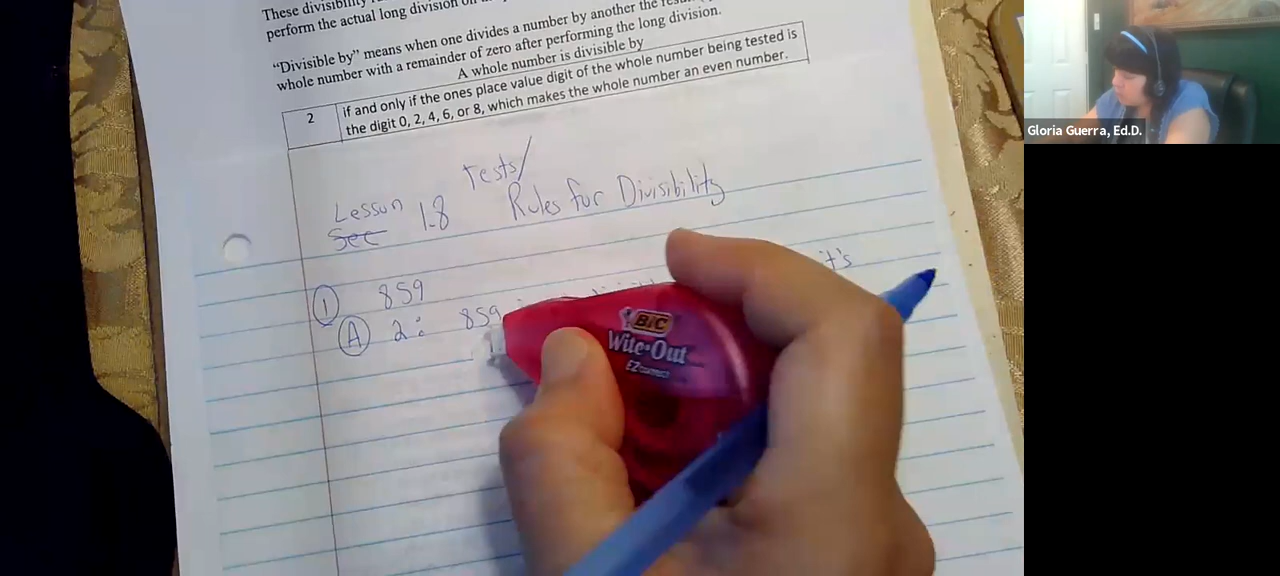 These divisibility
perform the actual long division on
"Divisible by" means when one divides a number by another the
whole number with a remainder of zero after performing the long division.
A whole number is divisible by
2
if and only if the ones place value digit of the whole number being tested is
the digit 0, 2, 4, 6, or 8, which makes the whole number an even number.
Tests/
Lesson
Sec 1.8 Rules for Divisibility
1 859
it's
A 2: 859
BIC
Wite-Out
EZ correct
Gloria Guerra, Ed.D.